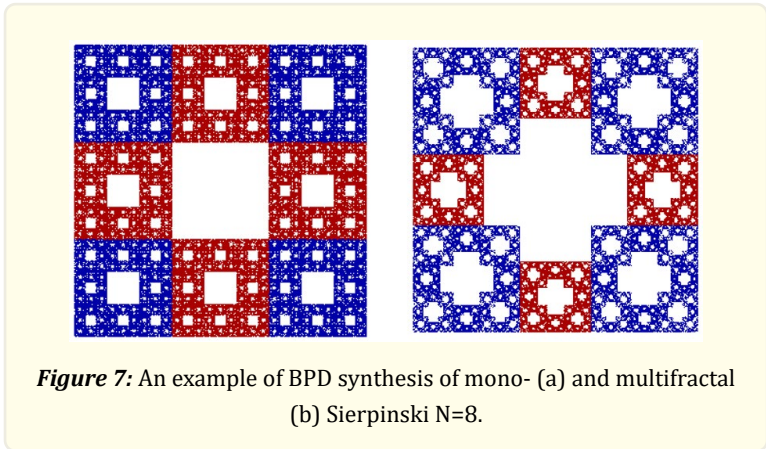 Figure 7: An example of BPD synthesis of mono- (a) and multifractal
(b) Sierpinski N=8.